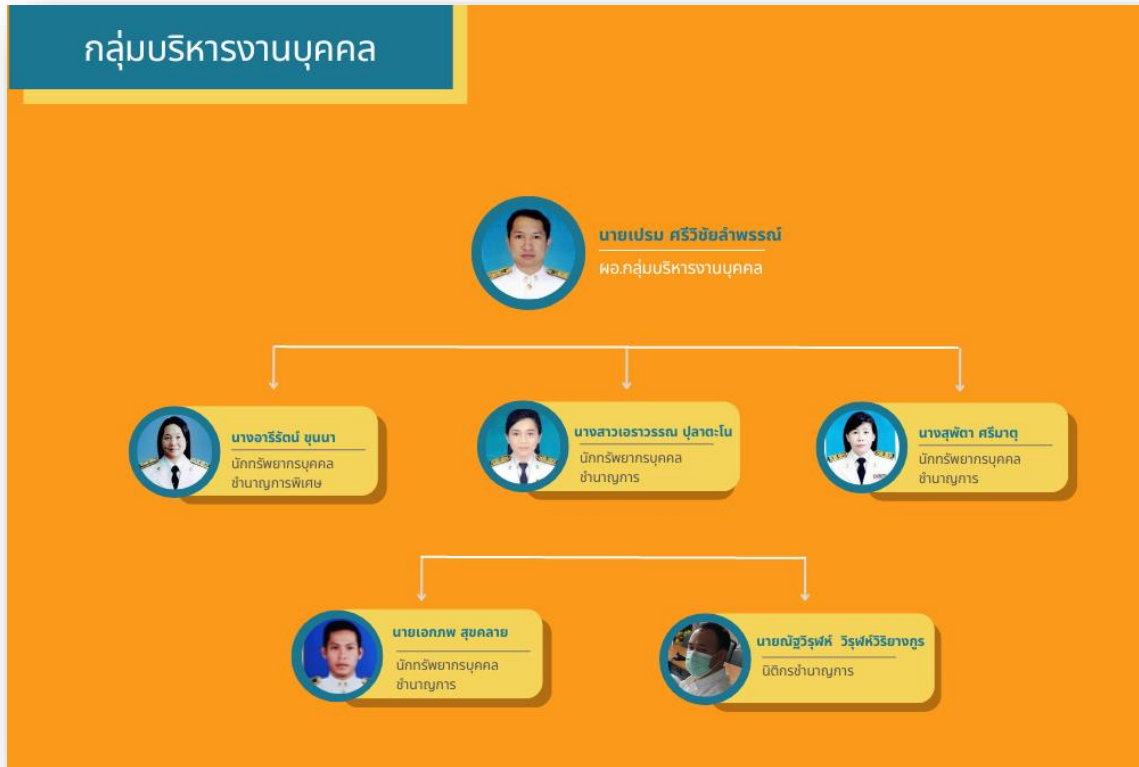 กลุ่มบริหารงานบุคคล
นายเปรม ศรีวิชัยลำพรรณ์
ผอ.กลุ่มบริหารงานบุคคล
นางอารีรัตน์ ขุนนา
นักทรัพยากรบุคคล
ชำนาญการพิเศษ
นางสาวเอราวรรณ ปุลาตะโน
นักทรัพยากรบุคคล
ชำนาญการ
นางสุพัตา ศรีมาตุ
นักทรัพยากรบุคคล
ชำนาญการ
นายเอกภพ สุขคลาย
นักทรัพยากรบุคคล
ชำนาญการ
นายณัฐวิรุฬห์ วิรุฬห์วิริยางกูร
นิติกรชำนาญการ